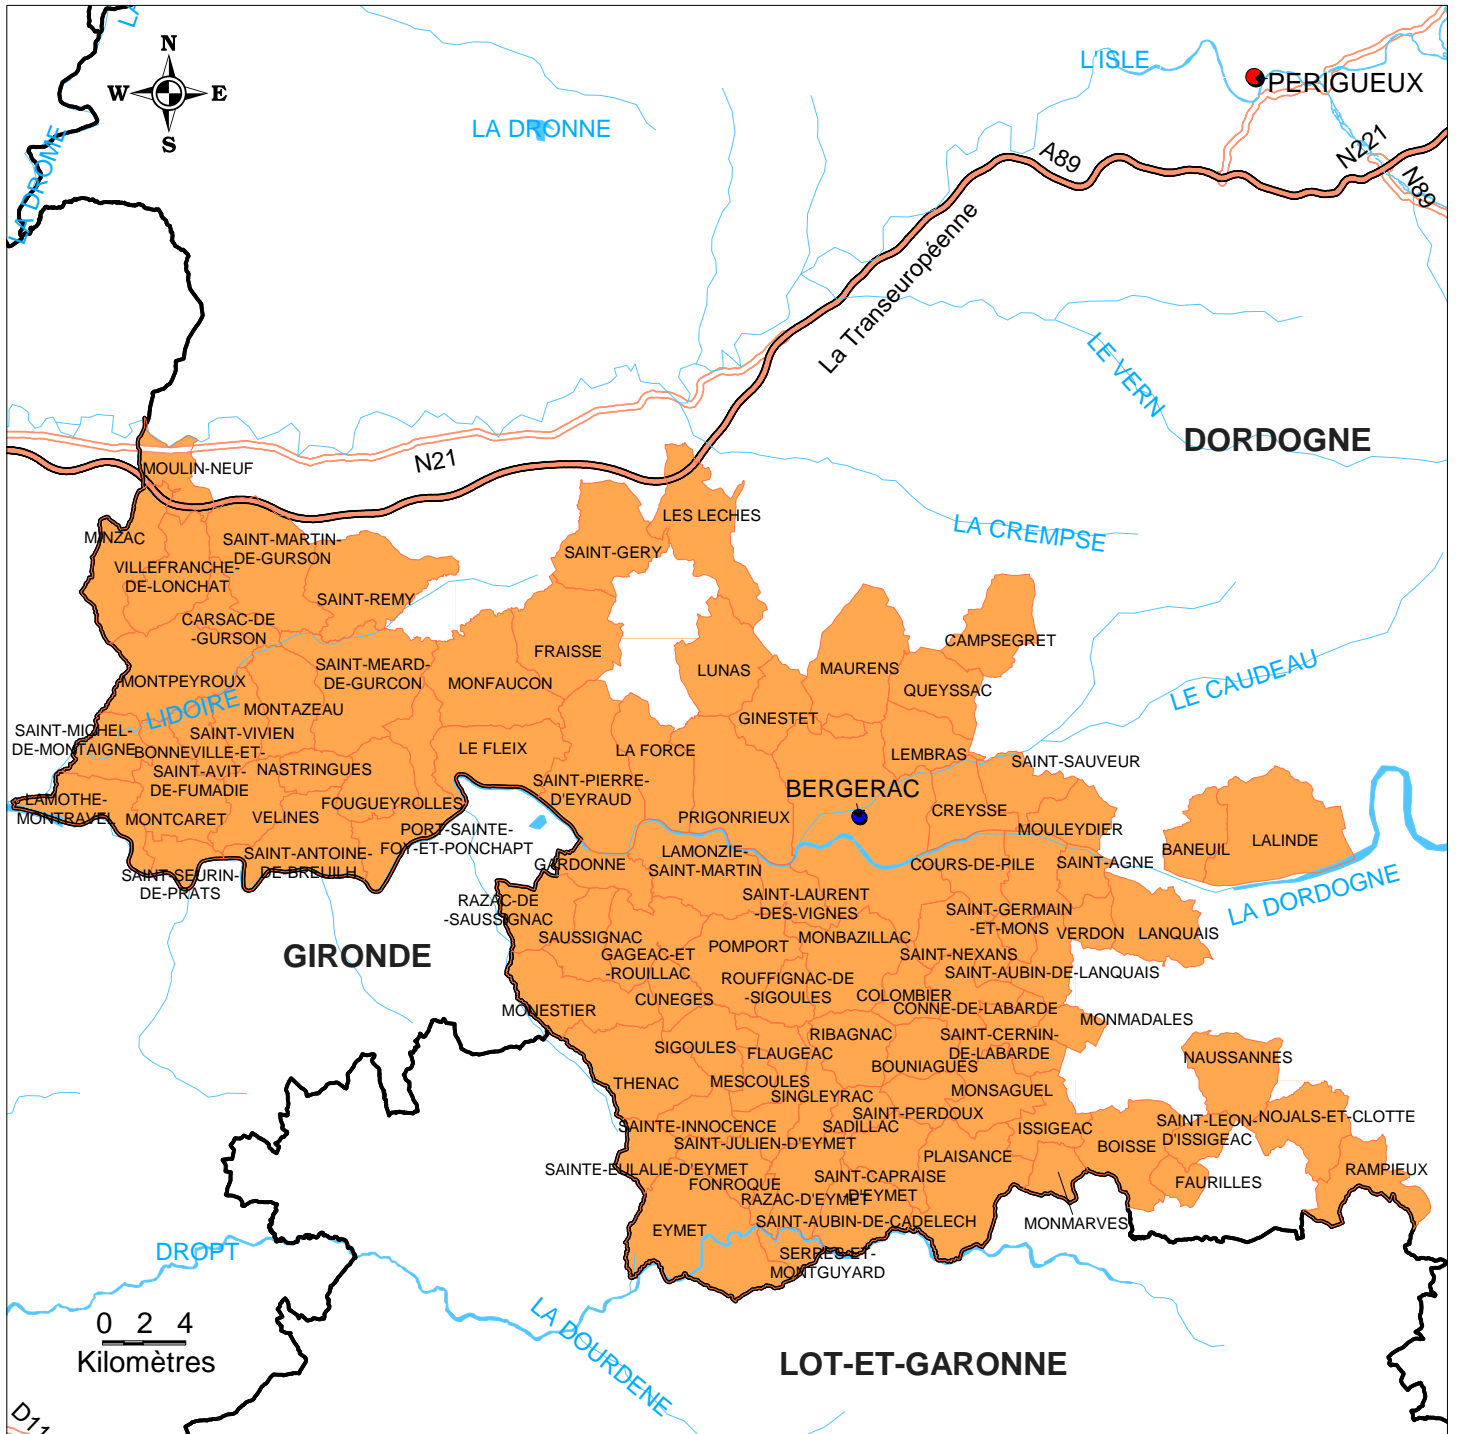 LA
N
W
E
S
LA DROME
LA DRONNE
L'ISLE
PERIGUEUX
A89
N221
N89
La Transeuropéenne
LE VERN
DORDOGNE
N21
MOULIN-NEUF
LES LECHES
LA CREMPSE
MINZAC
SAINT-MARTIN-
DE-GURSON
SAINT-GERY
VILLEFRANCHE-
DE-LONCHAT
SAINT-REMY
CARSAC-DE
-GURSON
CAMPSEGRET
FRAISSE
SAINT-MEARD-
DE-GURCON
LUNAS
MAURENS
MONTPEYROUX
MONFAUCON
QUEYSSAC
LE CAUDEAU
LIDOIRE
MONTAZEAU
GINESTET
SAINT-MICHEL-
DE-MONTAIGNE
SAINT-VIVIEN
BONNEVILLE-ET-
SAINT-AVIT-
DE-FUMADIE
LE FLEIX
LA FORCE
LEMBRAS
SAINT-SAUVEUR
NASTRINGUES
SAINT-PIERRE-
D'EYRAUD
BERGERAC
LAMOTHE-
MONTRAVEL
FOUGUEYROLLES
MONTCARET
VELINES
PRIGONRIEUX
CREYSSE
MOULEYDIER
PORT-SAINTE-
FOY-ET-PONCHAPT
LALINDE
BANEUIL
SAINT-ANTOINE-
DE-BREUILH
GARDONNE
LAMONZIE-
SAINT-MARTIN
COURS-DE-PILE
SAINT-AGNE
SAINT-SEURIN-
DE-PRATS
LA DORDOGNE
RAZAC-DE
-SAUSSIGNAC
SAINT-LAURENT
-DES-VIGNES
SAINT-GERMAIN
-ET-MONS
VERDON
LANQUAIS
SAUSSIGNAC
MONBAZILLAC
GIRONDE
GAGEAC-ET
-ROUILLAC
POMPORT
SAINT-NEXANS
SAINT-AUBIN-DE-LANQUAIS
ROUFFIGNAC-DE
-SIGOULES
CUNEGES
COLOMBIER
CONNE-DE-LABARDE
MONESTIER
MONMADALES
RIBAGNAC
SAINT-CERNIN-
DE-LABARDE
SIGOULES
FLAUGEAC
NAUSSANNES
BOUNIAGUES
THENAC
MESCOULES
MONSAGUEL
SINGLEYRAC
SAINT-PERDOUX
SAINT-LEON-
D'ISSIGEAC
NOJALS-ET-CLOTTE
SAINTE-INNOCENCE
SADILLAC
ISSIGEAC
SAINT-JULIEN-D'EYMET
BOISSE
PLAISANCE
SAINTE-EULALIE-D'EYMET
RAMPIEUX
SAINT-CAPRAISE
-D'EYMET
FONROQUE
FAURILLES
RAZAC-D'EYMET
EYMET
SAINT-AUBIN-DE-CADELECH
MONMARVES
DROPT
SERRES-ET-
MONTGUYARD
0 2 4
Kilomètres
LA DOURDENE
LOT-ET-GARONNE